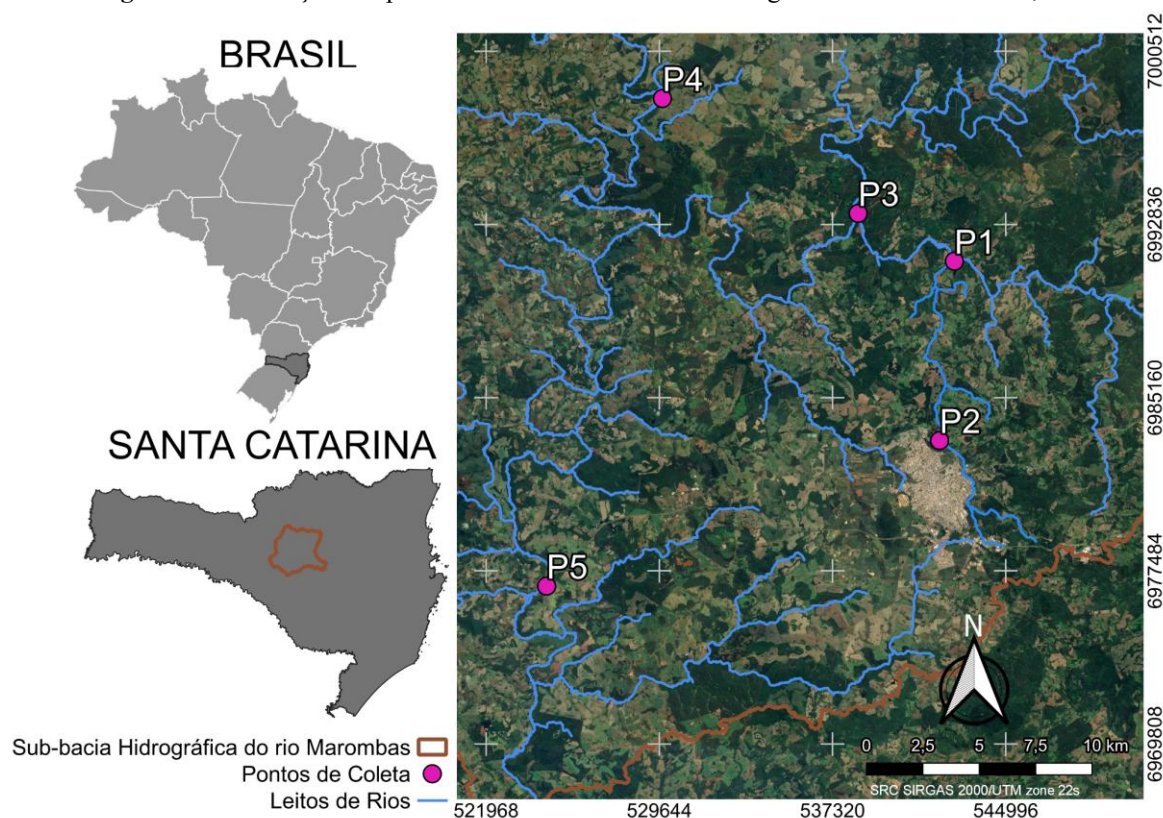 BRASIL
SANTA CATARINA
Sub-bacia Hidrográfica do rio Marombas
Pontos de Coleta
Leitos de Rios
P4
P3
P1
P2
P5
N
0 2,5 5 7,5 10 km
SRC SIRGAS 2000/UTM zone 22s
521968 529644 537320 544996
7000512
6992836
6985160
6977484
6969808